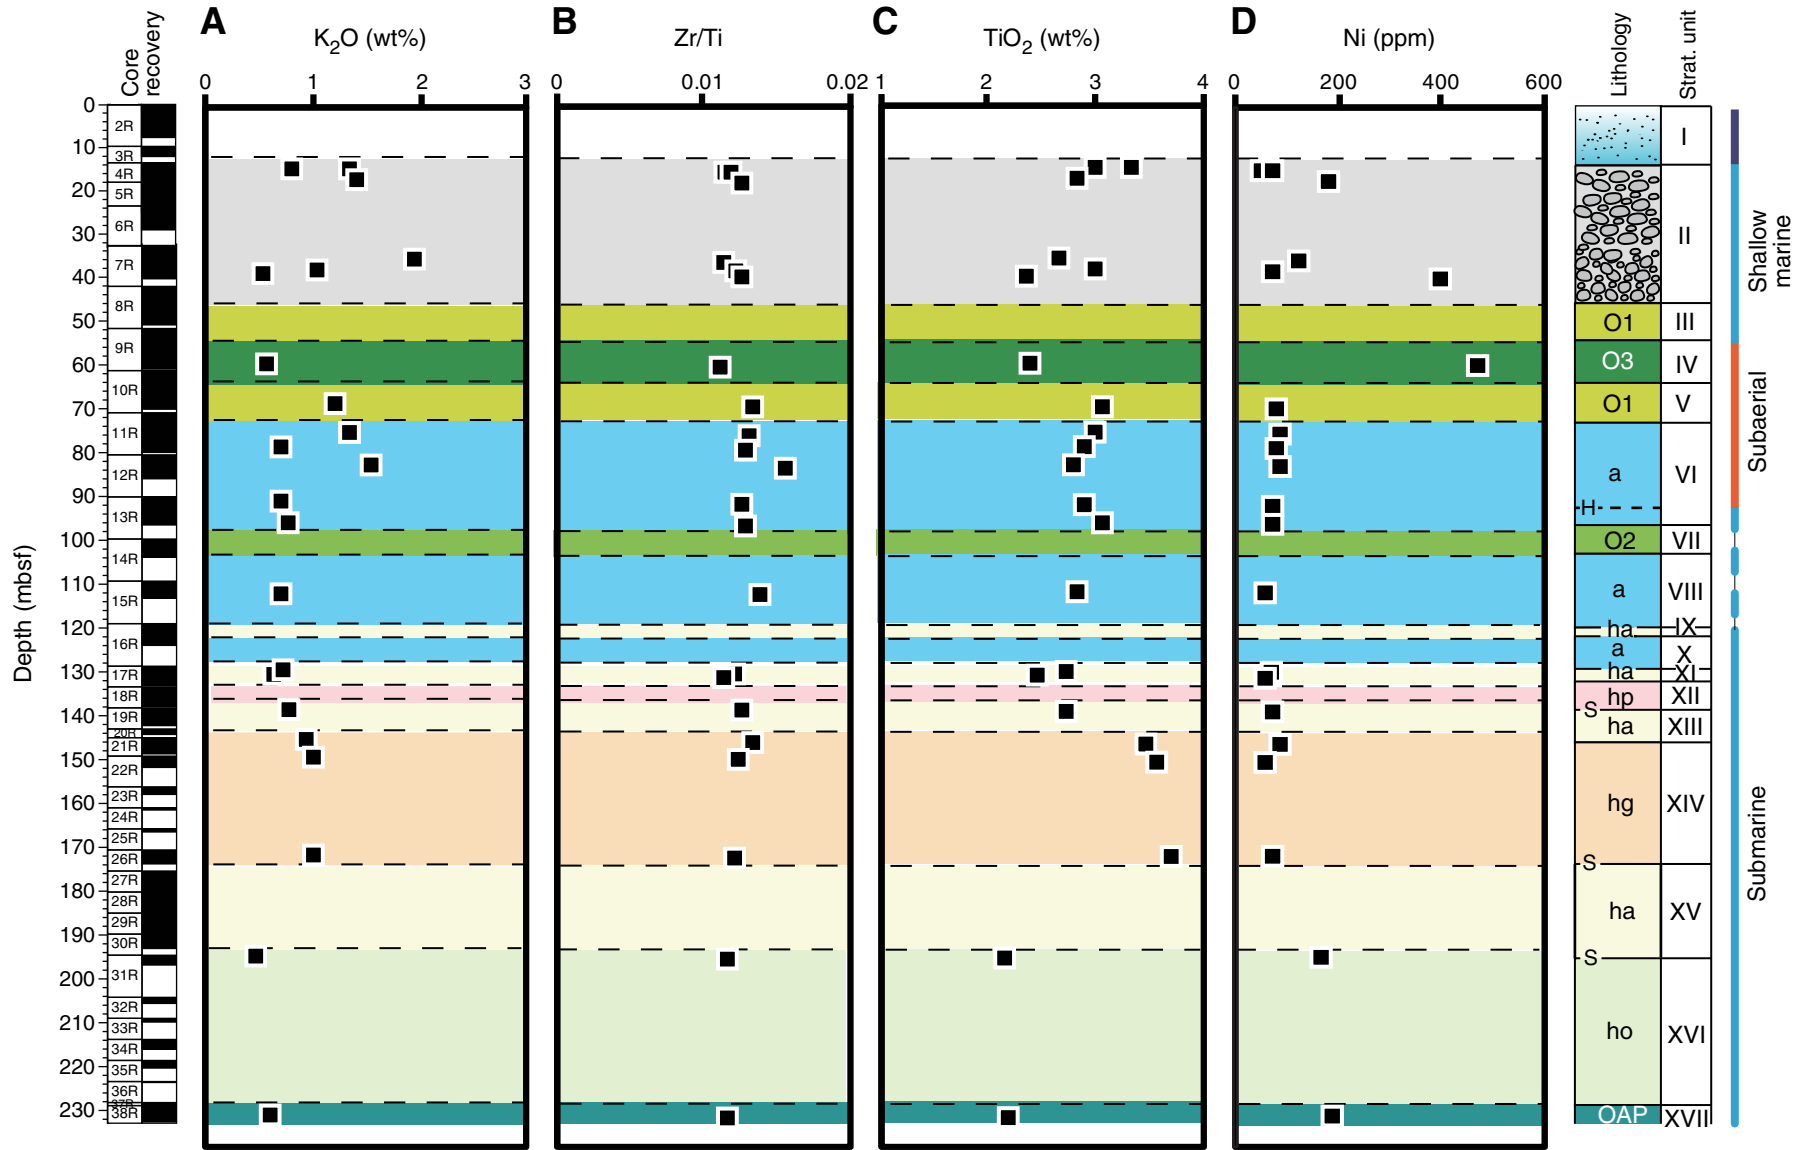 A
K2O (wt%)
B
Zr/Ti
C
TiO2 (wt%)
D
Ni (ppm)
Core
recovery
Lithology
Strat. unit
0 1 2 3
0 0.01 0.02
1 2 3 4
0 200 400 600
Depth (mbsf)
0
10
20
30
40
50
60
70
80
90
100
110
120
130
140
150
160
170
180
190
200
210
220
230
2R
3R
4R
5R
6R
7R
8R
9R
10R
11R
12R
13R
14R
15R
16R
17R
18R
19R
20R
21R
22R
23R
24R
25R
26R
27R
28R
29R
30R
31R
32R
33R
34R
35R
36R
37R
38R
I
II
O1 III
O3 IV
O1 V
a VI
H
O2 VII
a VIII
ha IX
a X
ha XI
hp XII
S
ha XIII
hg XIV
S
ha XV
S
ho XVI
OAP XVII
Shallow
marine
Subaerial
Submarine